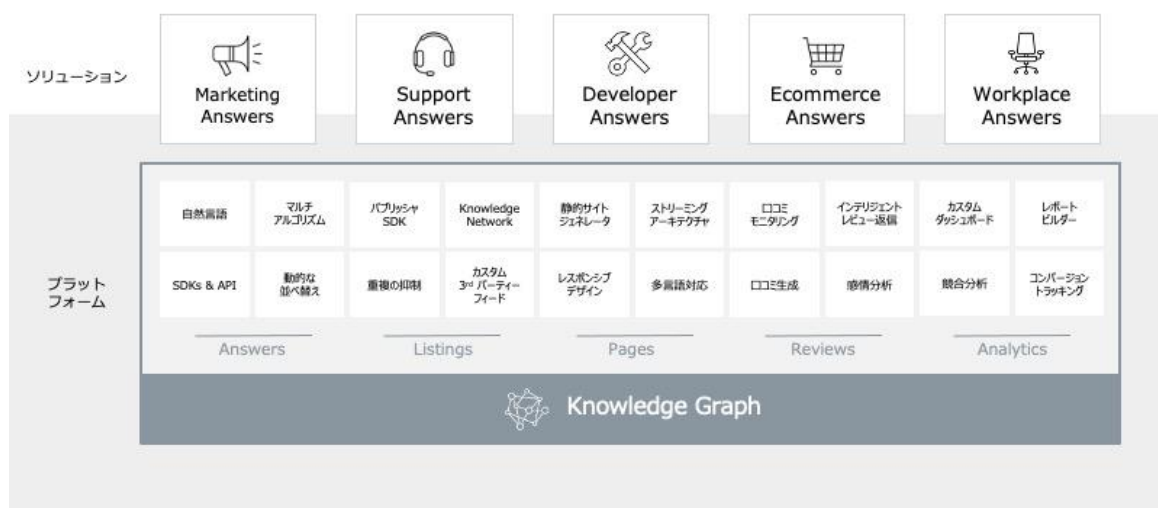 ソリューション
Marketing
Answers
Support
Answers
Developer
Answers
Ecommerce
Answers
Workplace
Answers
プラット
フォーム
自然言語
マルチ
アルゴリズム
パブリッシャ
SDK
Knowledge
Network
静的サイト
ジェネレータ
ストリーミング
アーキテクチャ
口コミ
モニタリング
インテリジェント
レビュー返信
カスタム
ダッシュボード
レポート
ビルダー
SDKs & API
動的な
並べ替え
重複の抑制
カスタム
3rd パーティー
フィード
レスポンシブ
デザイン
多言語対応
口コミ生成
感情分析
競合分析
コンバージョン
トラッキング
Answers
Listings
Pages
Reviews
Analytics
Knowledge Graph